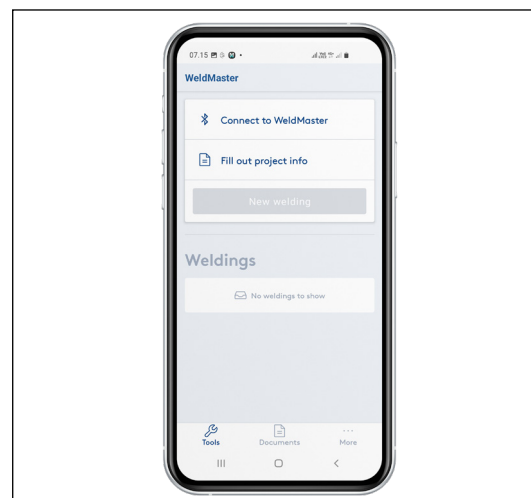 07.15
WeldMaster
Connect to WeldMaster
Fill out project info
New welding
Weldings
No weldings to show
Tools
Documents
More